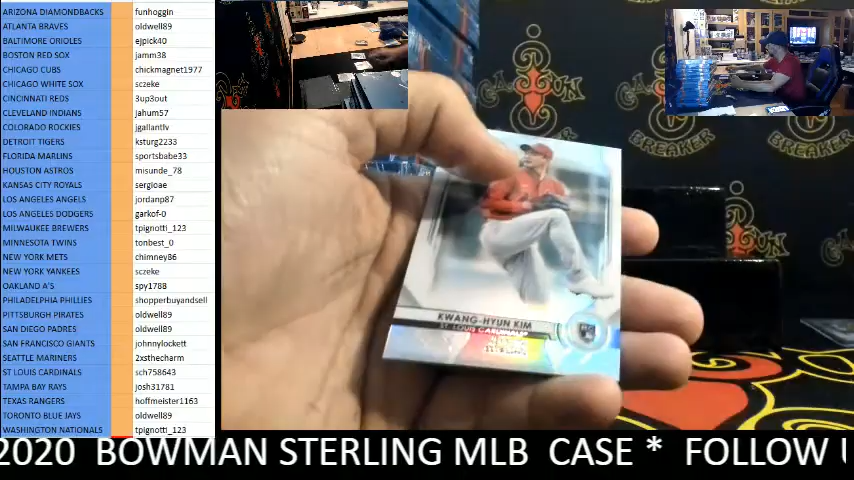 ARIZONA DIAMONDBACKS funhoggin
ATLANTA BRAVES oldwell89
BALTIMORE ORIOLES ejpick40
BOSTON RED SOX jamm38
CHICAGO CUBS chickmagnet1977
CHICAGO WHITE SOX sczeke
CINCINNATI REDS 3up3out
CLEVELAND INDIANS jahum57
COLORADO ROCKIES jgallantlv
DETROIT TIGERS ksturg2233
FLORIDA MARLINS sportsbabe33
HOUSTON ASTROS misunde_78
KANSAS CITY ROYALS sergioae
LOS ANGELES ANGELS jordanp87
LOS ANGELES DODGERS garkof-0
MILWAUKEE BREWERS tpignotti_123
MINNESOTA TWINS tonbest_0
NEW YORK METS chimney86
NEW YORK YANKEES sczeke
OAKLAND A'S spy1788
PHILADELPHIA PHILLIES shopperbuyandsell
PITTSBURGH PIRATES oldwell89
SAN DIEGO PADRES oldwell89
SAN FRANCISCO GIANTS johnnylockett
SEATTLE MARINERS 2xsthecharm
ST LOUIS CARDINALS sch758643
TAMPA BAY RAYS josh31781
TEXAS RANGERS hoffmeister1163
TORONTO BLUE JAYS oldwell89
WASHINGTON NATIONALS tpignotti_123
KWANG-HYUN KIM
ST. LOUIS CARDINALS
BREAKER
BREAKER
2020 BOWMAN STERLING MLB CASE * FOLLOW